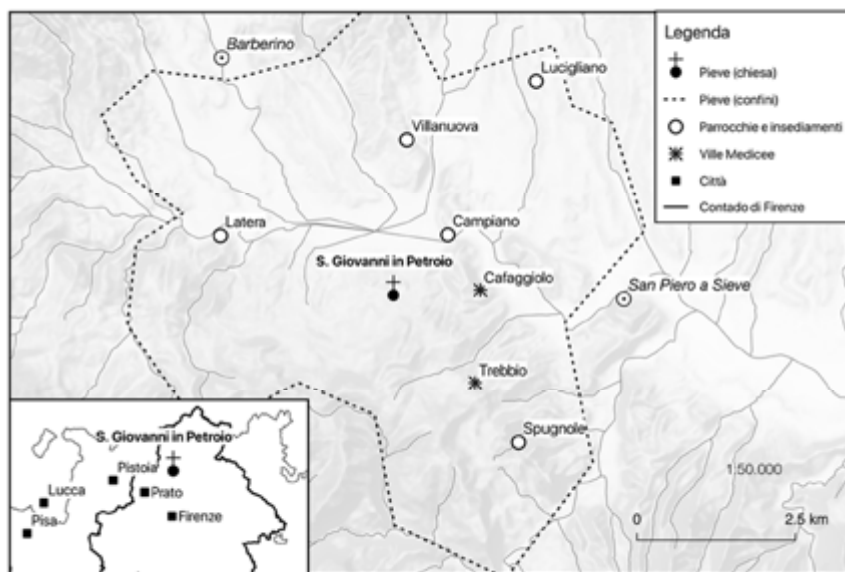 Barberino
Lucigliano
Villanuova
Latera
Campiano
S. Giovanni in Petroio
Cafaggiolo
San Piero a Sieve
Trebbio
Spugnole
1:50.000
0
2.5 km
Legenda
Pieve (chiesa)
Pieve (confini)
Parrocchie e insediamenti
Ville Medicee
Città
Contado di Firenze
S. Giovanni in Petroio
Pistoia
Lucca
Prato
Pisa
Firenze